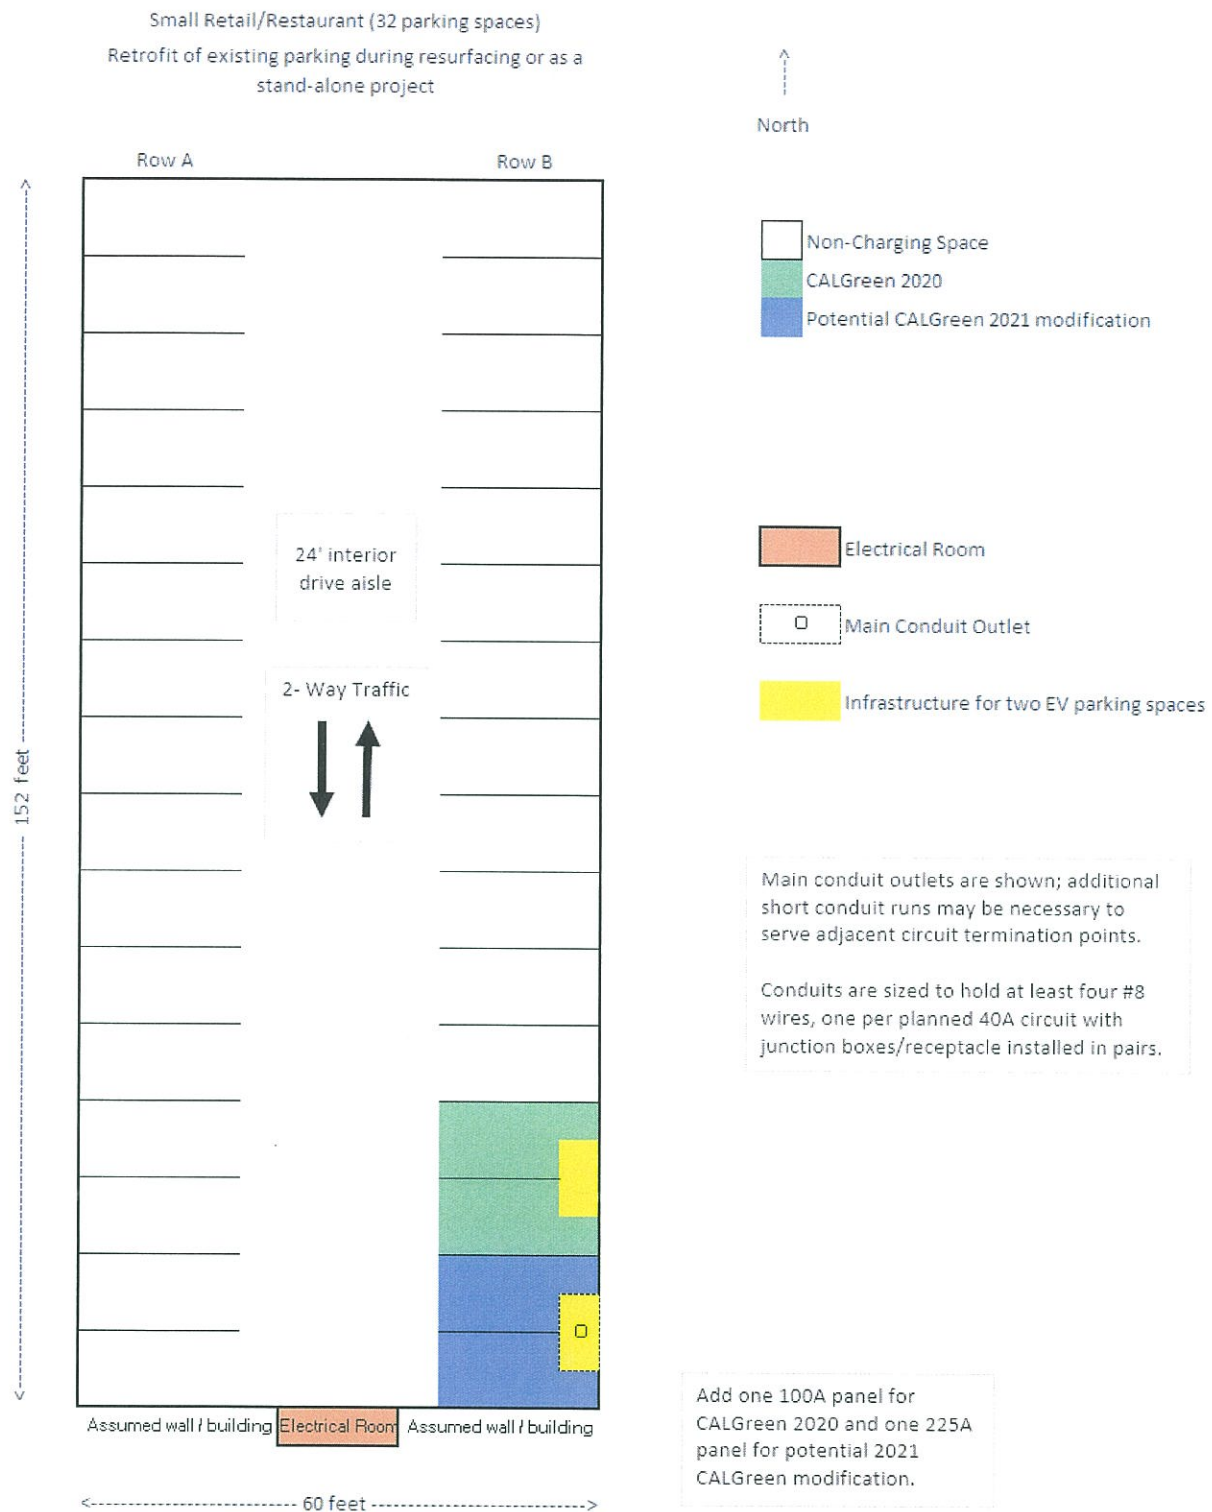 Small Retail/Restaurant (32 parking spaces)
Retrofit of existing parking during resurfacing or as a
stand-alone project
North
Row A
Row B
Non-Charging Space
CALGreen 2020
Potential CALGreen 2021 modification
24' interior
drive aisle
Electrical Room
Main Conduit Outlet
2- Way Traffic
Infrastructure for two EV parking spaces
152 feet
Main conduit outlets are shown; additional
short conduit runs may be necessary to
serve adjacent circuit termination points.
Conduits are sized to hold at least four #8
wires, one per planned 40A circuit with
junction boxes/receptacle installed in pairs.
Assumed wall / building
Electrical Room
Assumed wall / building
Add one 100A panel for
CALGreen 2020 and one 225A
panel for potential 2021
CALGreen modification.
60 feet